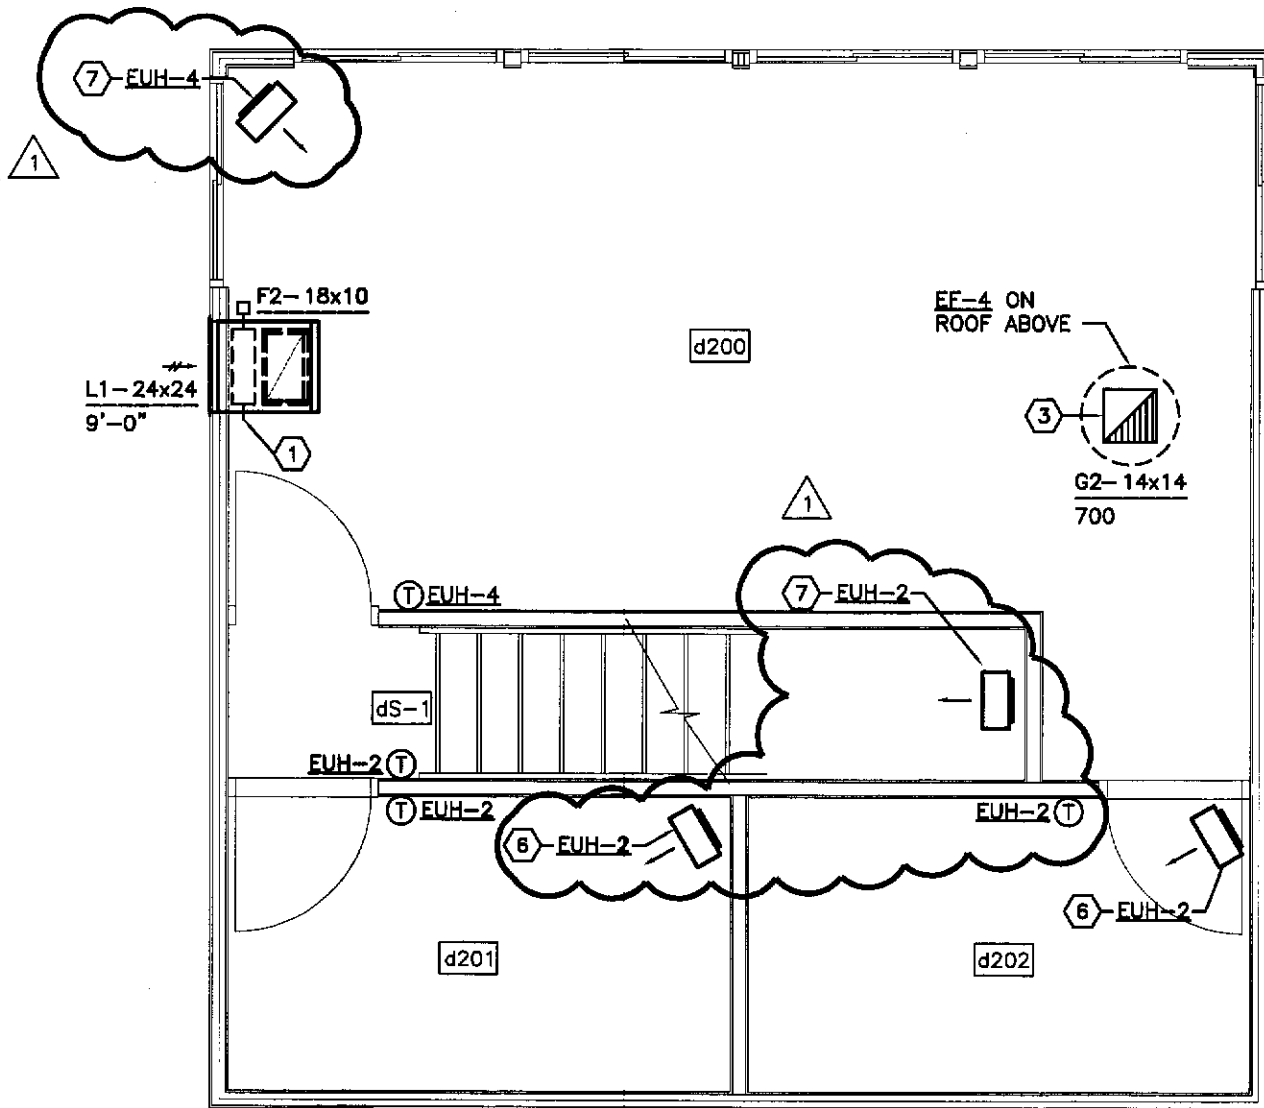 7 EUH-4
1
F2-18x10
EF-4 ON
ROOF ABOVE
d200
L1-24x24
9'-0"
3
1
G2-14x14
700
1
T EUH-4
7 EUH-2
dS-1
EUH-2 T
T EUH-2
EUH-2 T
6 EUH-2
6 EUH-2
d201
d202